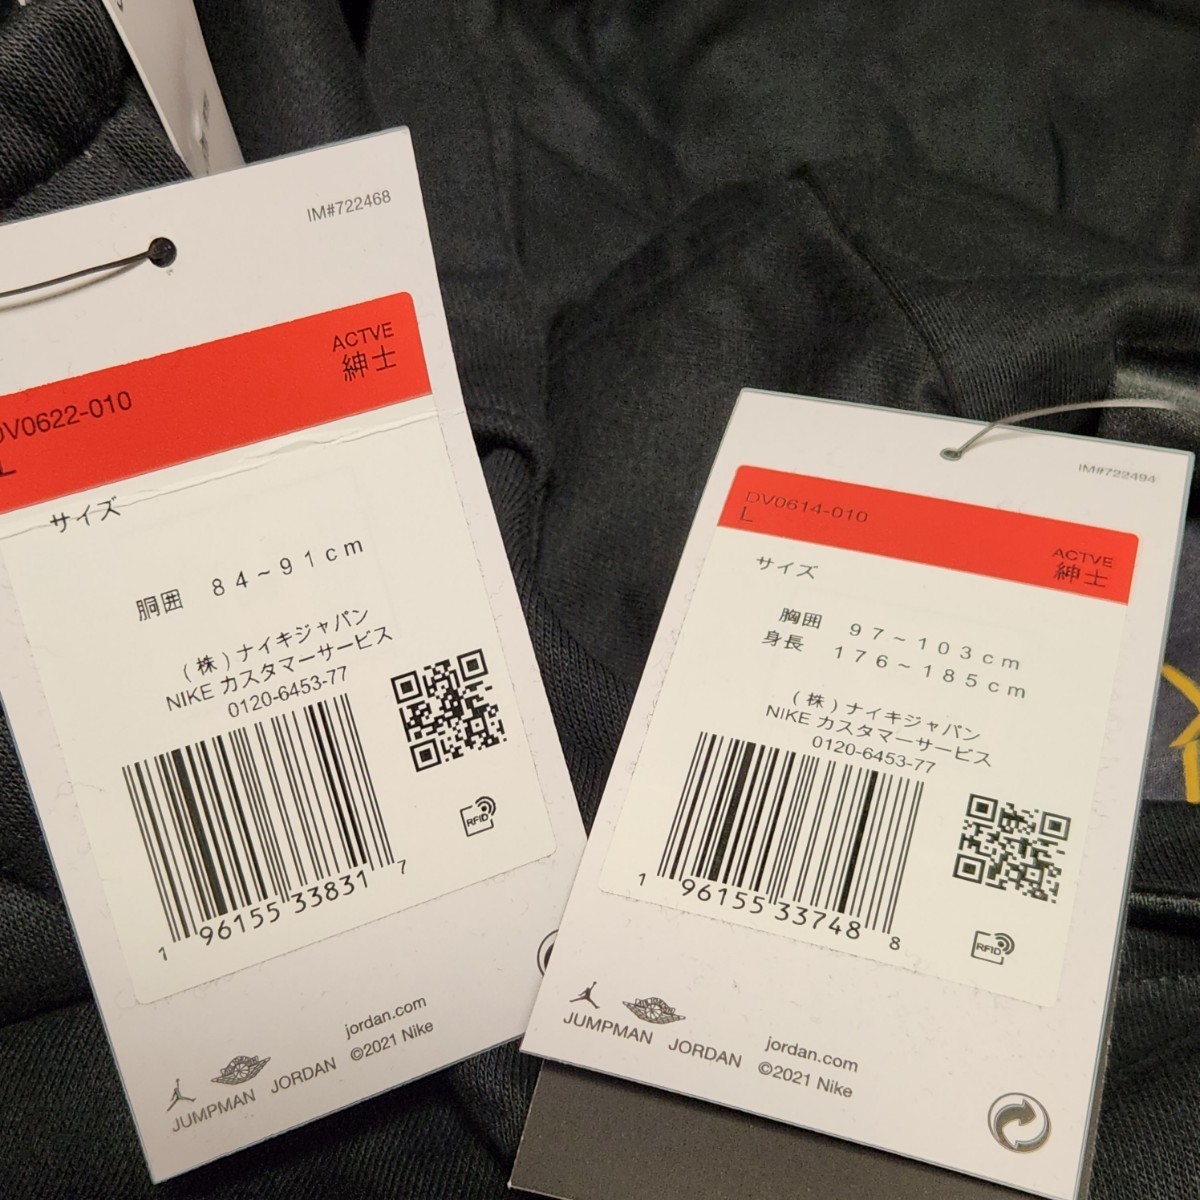 IM#722468
ACTVE
紳士
DV0622-010
L
サイズ
胴囲 84~91cm
(株)ナイキジャパン
NIKE カスタマーサービス
0120-6453-77
RFID
1 96155 33831 7
jordan.com
©2021 Nike
JUMPMAN JORDAN
IM#722494
DV0614-010
L
ACTVE
紳士
サイズ
胸囲 97~103cm
身長 176~185cm
(株)ナイキジャパン
NIKE カスタマーサービス
0120-6453-77
1 96155 33748 8
RFID
JUMPMAN JORDAN
jordan.com
©2021 Nike